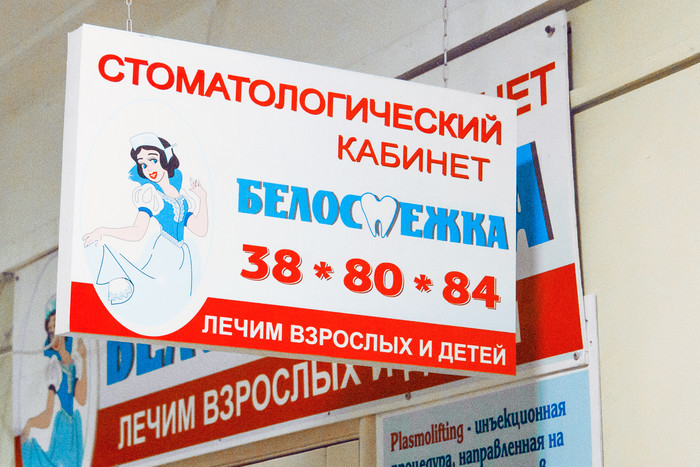 СТОМАТОЛОГИЧЕСКИЙ
КАБИНЕТ
БЕЛОСНЕЖКА
38*80*84
ЛЕЧИМ ВЗРОСЛЫХ И ДЕТЕЙ
ЛЕЧИМ ВЗРОСЛЫХ И
Plasmolifting - инъекционная
процедура, направленная на